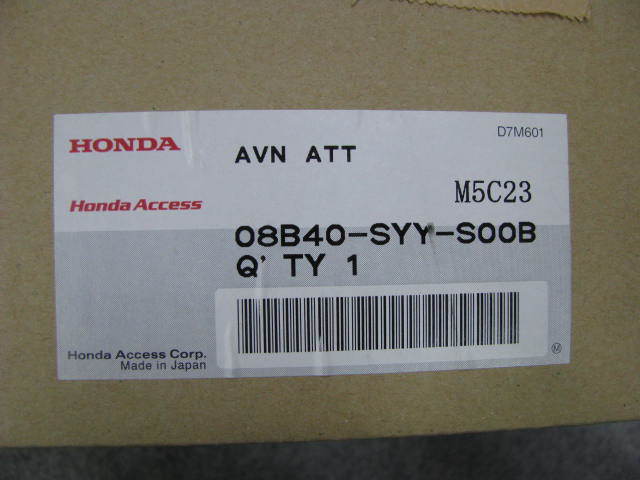 D7M601
HONDA
AVN ATT
M5C23
Honda Access
08B40-SYY-S00B
Q' TY 1
Honda Access Corp.
Made in Japan
M